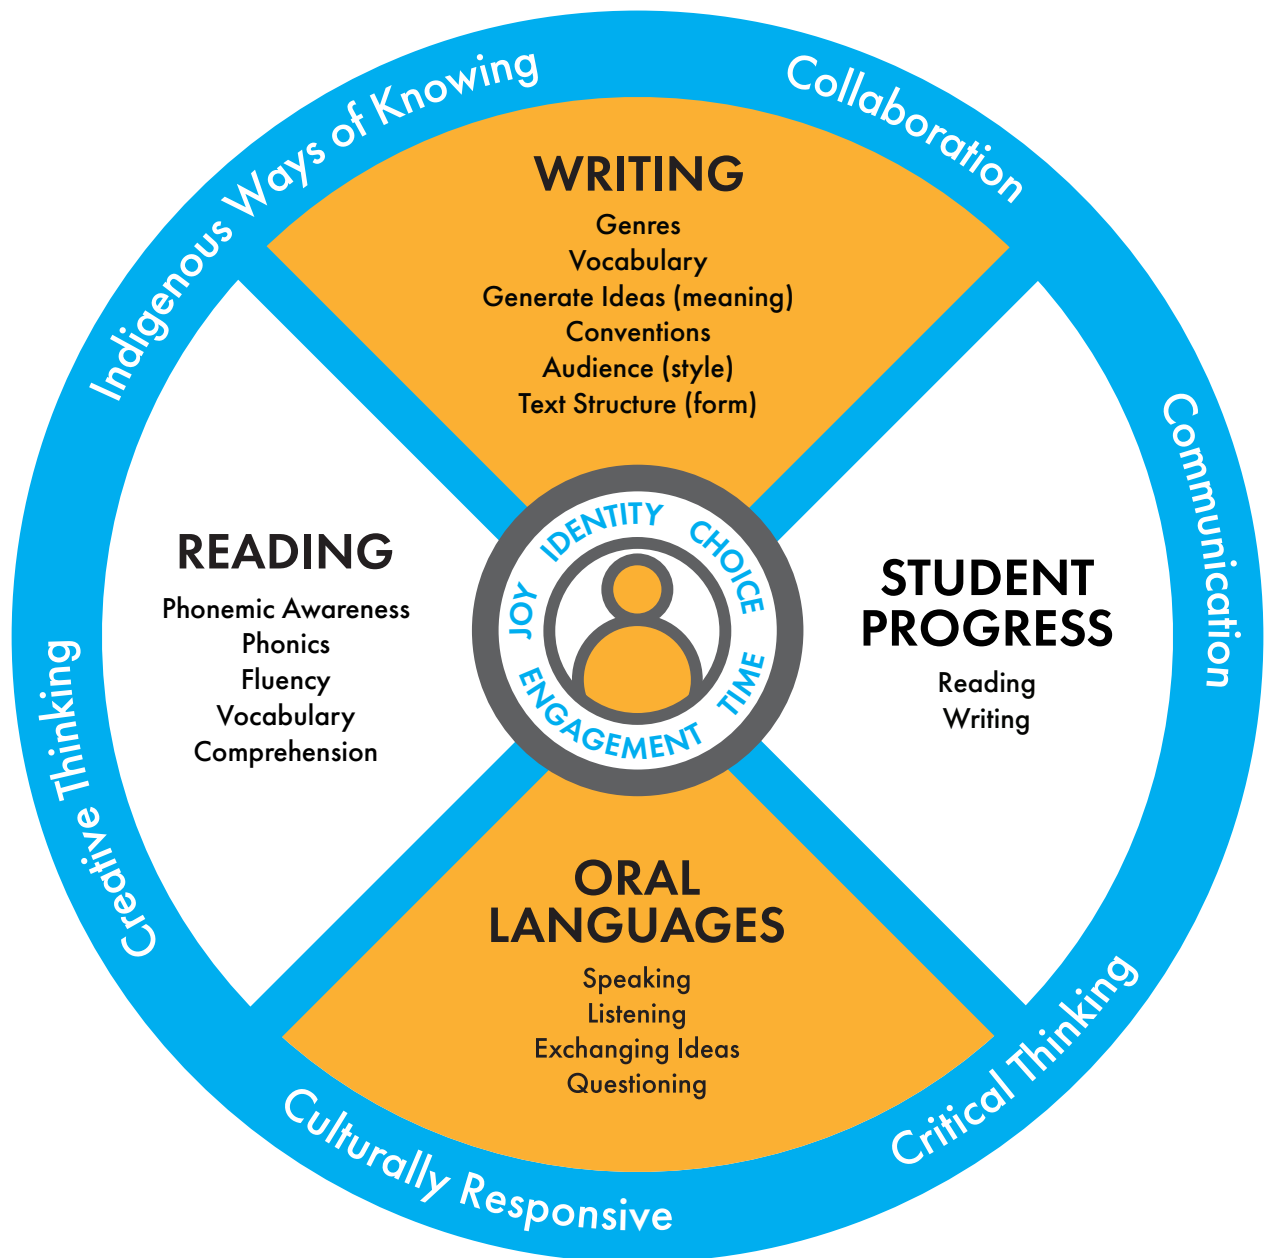 Indigenous Ways of Knowing
Collaboration
Communication
Critical Thinking
Culturally Responsive
Creative Thinking
WRITING
Genres
Vocabulary
Generate Ideas (meaning)
Conventions
Audience (style)
Text Structure (form)
READING
Phonemic Awareness
Phonics
Fluency
Vocabulary
Comprehension
JOY
IDENTITY
CHOICE
TIME
ENGAGEMENT
STUDENT
PROGRESS
Reading
Writing
ORAL
LANGUAGES
Speaking
Listening
Exchanging Ideas
Questioning